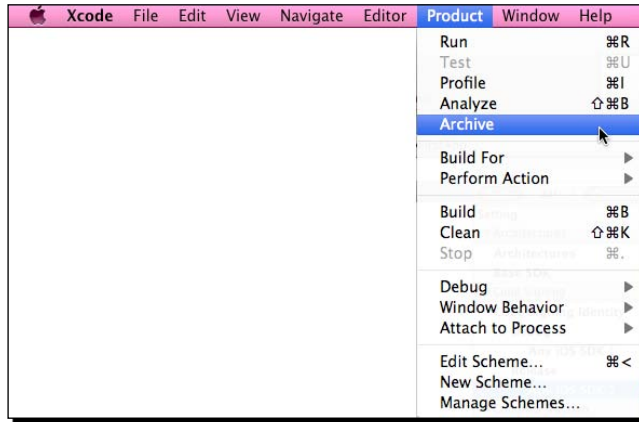 Xcode File Edit View Navigate Editor Product Window Help
Run ⌘R
Test ⌘U
Profile ⌘I
Analyze ⇧⌘B
Archive
Build For ▶
Perform Action ▶
Build ⌘B
Clean ⇧⌘K
Stop ⌘.
Debug ▶
Window Behavior ▶
Attach to Process ▶
Edit Scheme... ⌘<
New Scheme...
Manage Schemes...